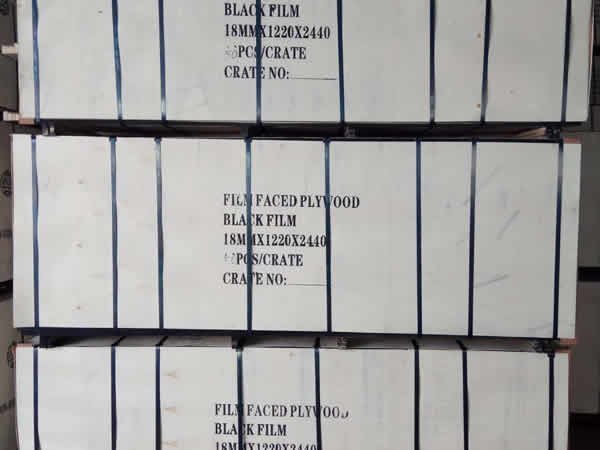 BLACK FILM
18MMX1220X2440
PCS/CRATE
CRATE NO:
FILM FACED PLYWOOD
BLACK FILM
18MMX1220X2440
PCS/CRATE
CRATE NO:
FILM FACED PLYWOOD
BLACK FILM
18MMX1220X2440